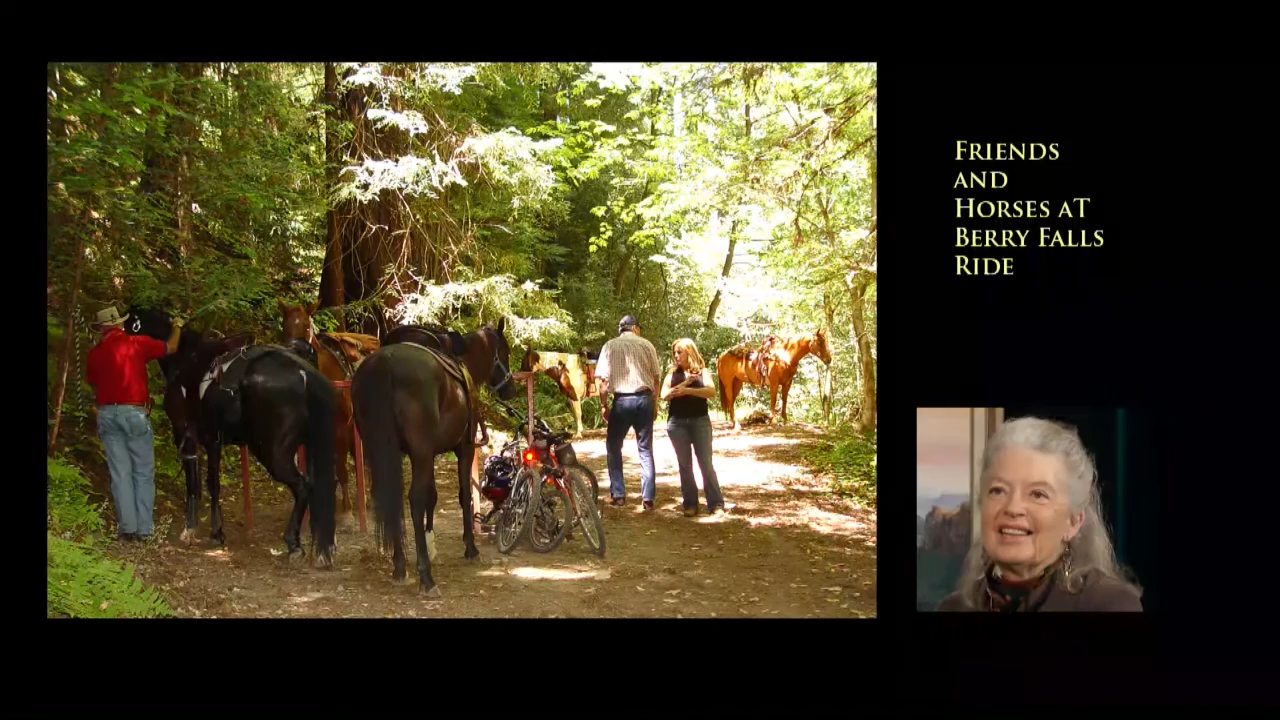 Friends
and
Horses aT
Berry Falls
Ride